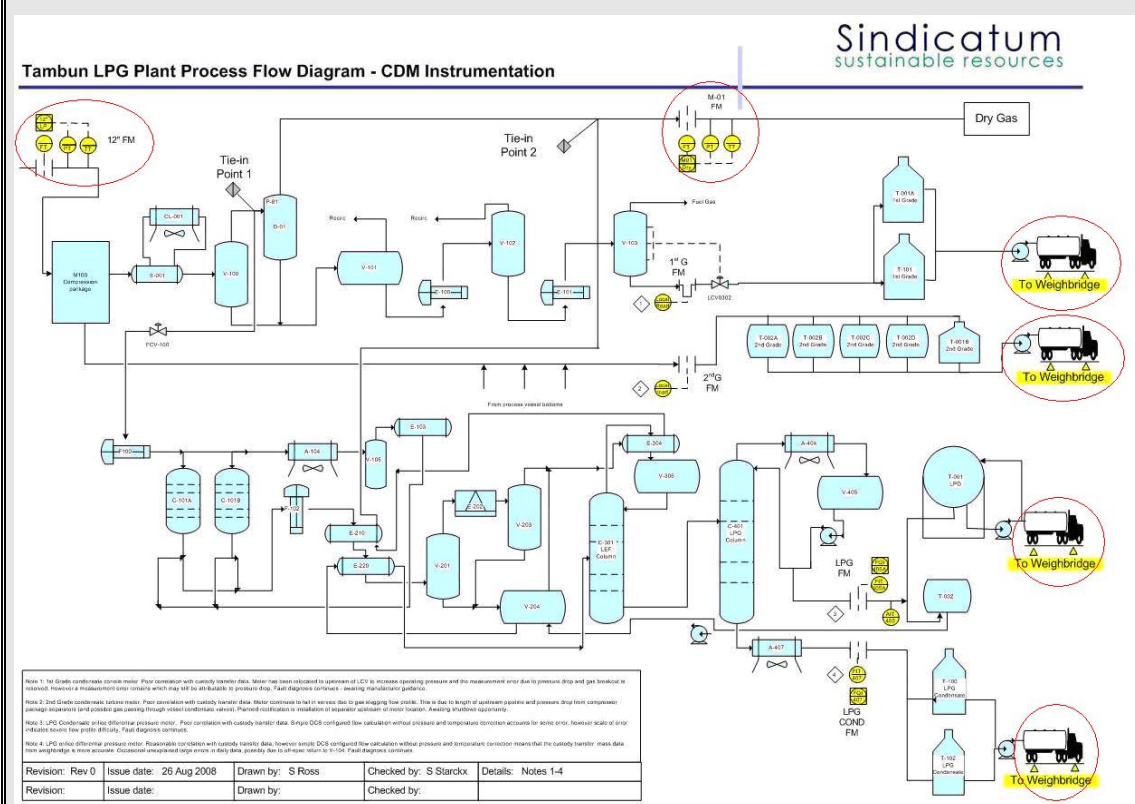 Sindicatum
sustainable resources
Tambun LPG Plant Process Flow Diagram - CDM Instrumentation
M-01
FM
12" FM
Dry Gas
Tie-in
Point 1
Tie-in
Point 2
P-01
D-01
CL-001
V-100
M103
Compression
package
Recirc
Recirc
V-101
V-102
V-103
Fuel Gas
1st G
FM
LCV0302
1
Local
Read
T-001A
1st Grade
T-101
1st Grade
To Weighbridge
FCV-100
E-101
T-002A
2nd Grade
T-002B
2nd Grade
T-002C
2nd Grade
T-002D
2nd Grade
T-001B
2nd Grade
To Weighbridge
2
Local
2nd G
FM
From process vessel bottoms
E-103
A-104
V-105
C-101A
C-101B
E-304
V-305
E-202
V-203
V-201
V-204
E-210
E-220
C-301
LEF
Column
C-401
LPG
Column
A-404
V-405
T-061
LPG
To Weighbridge
LPG
FM
3
T-032
A-407
4
LPG
COND
FM
T-100
LPG
Condensate
T-102
LPG
Condensate
To Weighbridge
Note 1: 1st Grade condensate coriolis meter. Poor correlation with custody transfer data. Meter has been relocated to upstream of LCV to increase operating pressure and the measurement error due to pressure drop and gas breakout is
resolved. However a measurement error remains which may still be attributable to pressure drop. Fault diagnosis continues - awaiting manufacturer guidance.
Note 2: 2nd Grade condensate turbine meter. Poor correlation with custody transfer data. Meter continues to fail in service due to gas slugging flow profile. This is due to length of upstream pipeline and pressure drop from compressor
package separators (and possible gas passing through vessel condensate valves). Planned rectification is installation of separator upstream of meter location. Awaiting shutdown opportunity.
Note 3: LPG Condensate orifice differential pressure meter. Poor correlation with custody transfer data. Simple DCS configured flow calculation without pressure and temperature correction accounts for some error, however scale of error
indicates severe flow profile difficulty. Fault diagnosis continues.
Note 4: LPG orifice differential pressure meter. Reasonable correlation with custody transfer data, however simple DCS configured flow calculation without pressure and temperature correction means that the custody transfer mass data
from weighbridge is more accurate. Occasional unexplained large errors in daily data, possibly due to off-spec return to V-104. Fault diagnosis continues.
Revision: Rev 0 Issue date: 26 Aug 2008 Drawn by: S Ross Checked by: S Starckx Details: Notes 1-4
Revision: Issue date: Drawn by: Checked by: